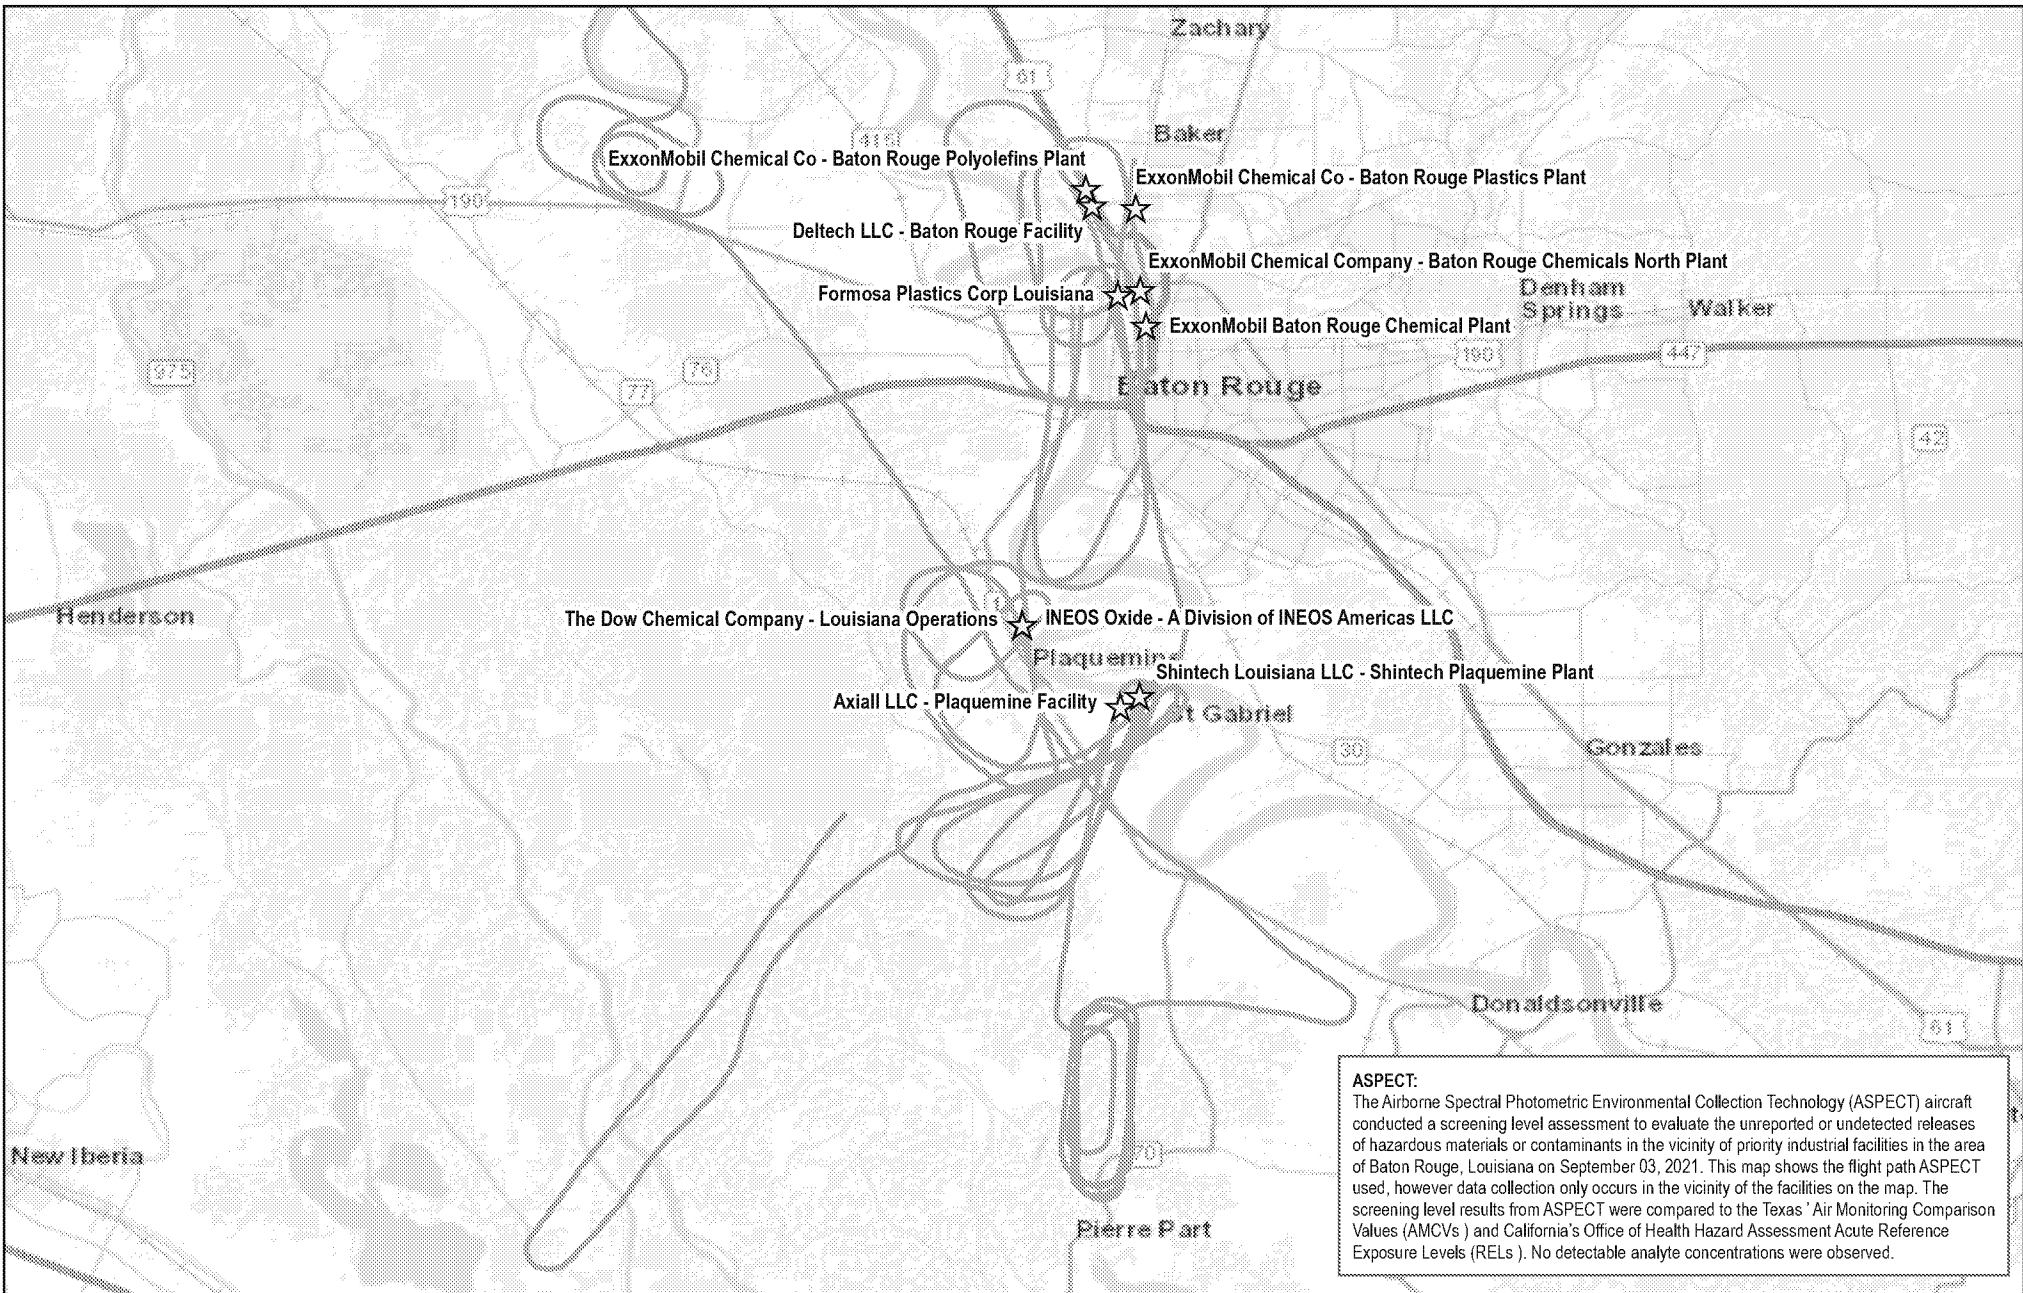 Zachary
61
Baker
415
ExxonMobil Chemical Co - Baton Rouge Polyolefins Plant
ExxonMobil Chemical Co - Baton Rouge Plastics Plant
190
Deltech LLC - Baton Rouge Facility
ExxonMobil Chemical Company - Baton Rouge Chemicals North Plant
Formosa Plastics Corp Louisiana
Denham
Springs
Walker
ExxonMobil Baton Rouge Chemical Plant
190
447
975
76
77
Baton Rouge
42
1
Henderson
The Dow Chemical Company - Louisiana Operations
INEOS Oxide - A Division of INEOS Americas LLC
Plaquemine
Shintech Louisiana LLC - Shintech Plaquemine Plant
Axiall LLC - Plaquemine Facility
St Gabriel
30
Gonzales
Donaldsonville
61
ASPECT:
The Airborne Spectral Photometric Environmental Collection Technology (ASPECT) aircraft
conducted a screening level assessment to evaluate the unreported or undetected releases
of hazardous materials or contaminants in the vicinity of priority industrial facilities in the area
of Baton Rouge, Louisiana on September 03, 2021. This map shows the flight path ASPECT
used, however data collection only occurs in the vicinity of the facilities on the map. The
screening level results from ASPECT were compared to the Texas ' Air Monitoring Comparison
Values (AMCVs ) and California's Office of Health Hazard Assessment Acute Reference
Exposure Levels (RELs ). No detectable analyte concentrations were observed.
New Iberia
70
Pierre Part